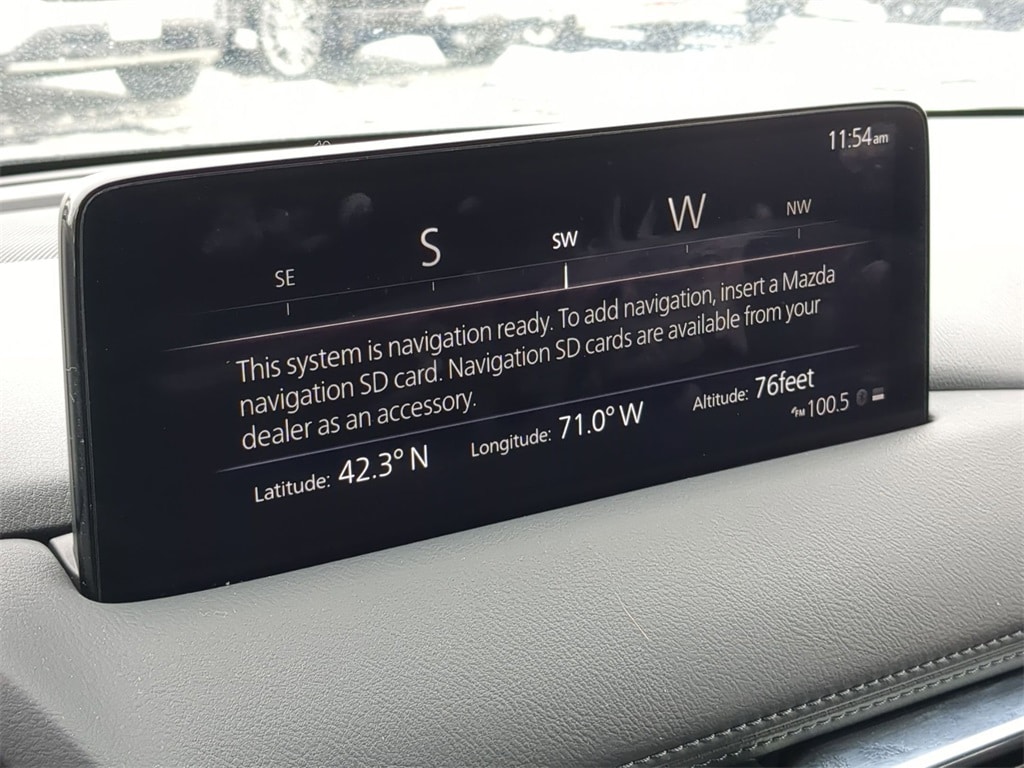 11:54am
SE S SW W NW
This system is navigation ready. To add navigation, insert a Mazda
navigation SD card. Navigation SD cards are available from your
dealer as an accessory.
Latitude: 42.3° N Longitude: 71.0° W Altitude: 76feet
FM 100.5